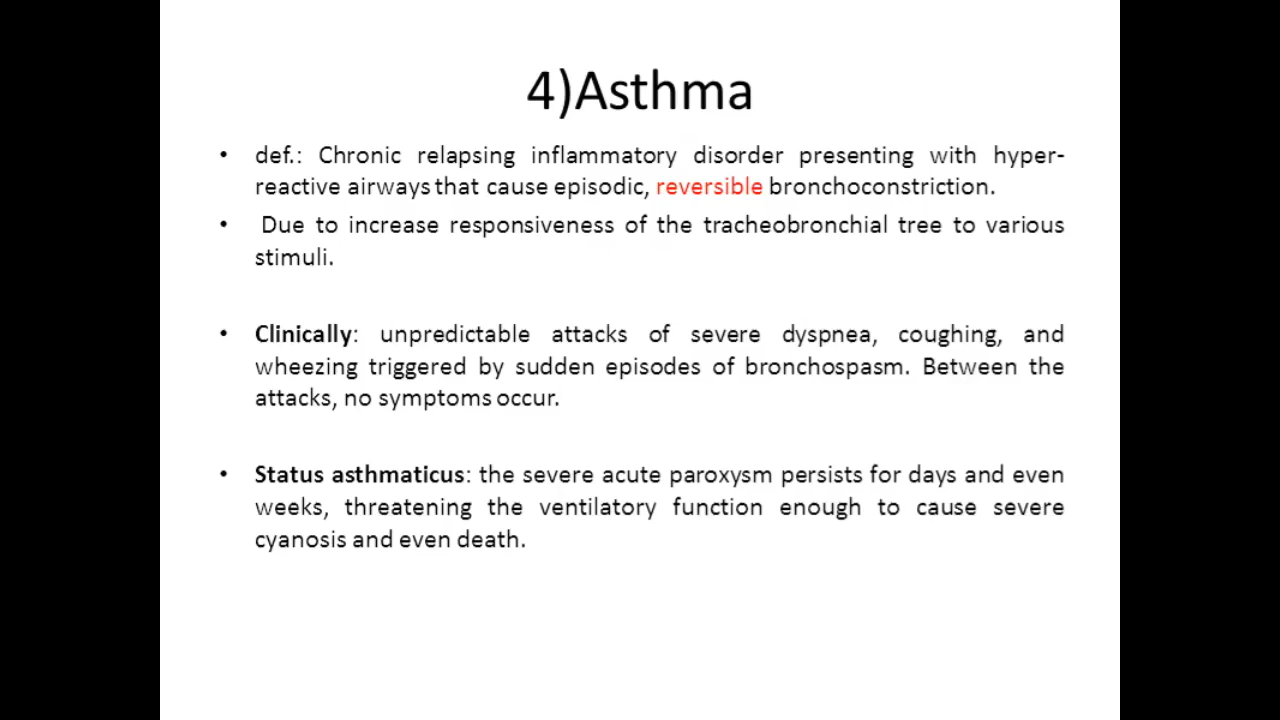 4)Asthma
• def.: Chronic relapsing inflammatory disorder presenting with hyper-
reactive airways that cause episodic, reversible bronchoconstriction.
• Due to increase responsiveness of the tracheobronchial tree to various
stimuli.
• Clinically: unpredictable attacks of severe dyspnea, coughing, and
wheezing triggered by sudden episodes of bronchospasm. Between the
attacks, no symptoms occur.
• Status asthmaticus: the severe acute paroxysm persists for days and even
weeks, threatening the ventilatory function enough to cause severe
cyanosis and even death.